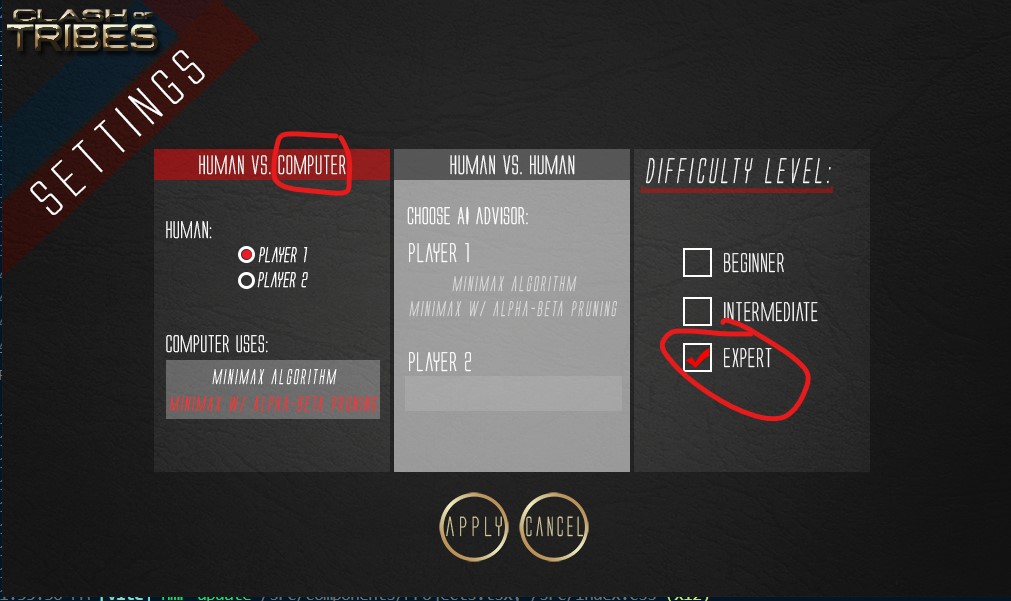 CLASH OF
TRIBES
SETTINGS
HUMAN VS. COMPUTER
HUMAN:
PLAYER 1
PLAYER 2
COMPUTER USES:
MINIMAX ALGORITHM
MINIMAX W/ ALPHA-BETA PRUNING
HUMAN VS. HUMAN
CHOOSE AI ADVISOR:
PLAYER 1
MINIMAX ALGORITHM
MINIMAX W/ ALPHA-BETA PRUNING
PLAYER 2
DIFFICULTY LEVEL:
BEGINNER
INTERMEDIATE
EXPERT
APPLY
CANCEL